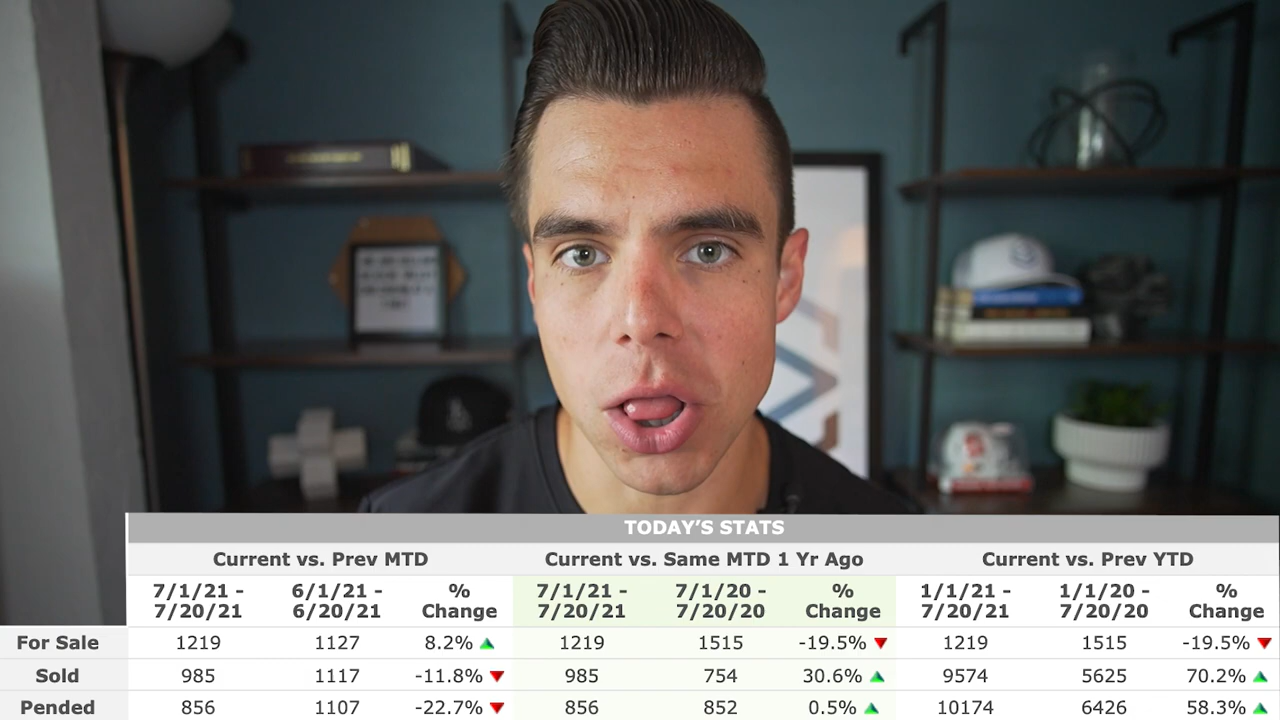 TODAY'S STATS
Current vs. Prev MTD Current vs. Same MTD 1 Yr Ago Current vs. Prev YTD
7/1/21 - 6/1/21 - % 7/1/21 - 7/1/20 - % 1/1/21 - 1/1/20 - %
7/20/21 6/20/21 Change 7/20/21 7/20/20 Change 7/20/21 7/20/20 Change
For Sale 1219 1127 8.2% 1219 1515 -19.5% 1219 1515 -19.5%
Sold 985 1117 -11.8% 985 754 30.6% 9574 5625 70.2%
Pended 856 1107 -22.7% 856 852 0.5% 10174 6426 58.3%